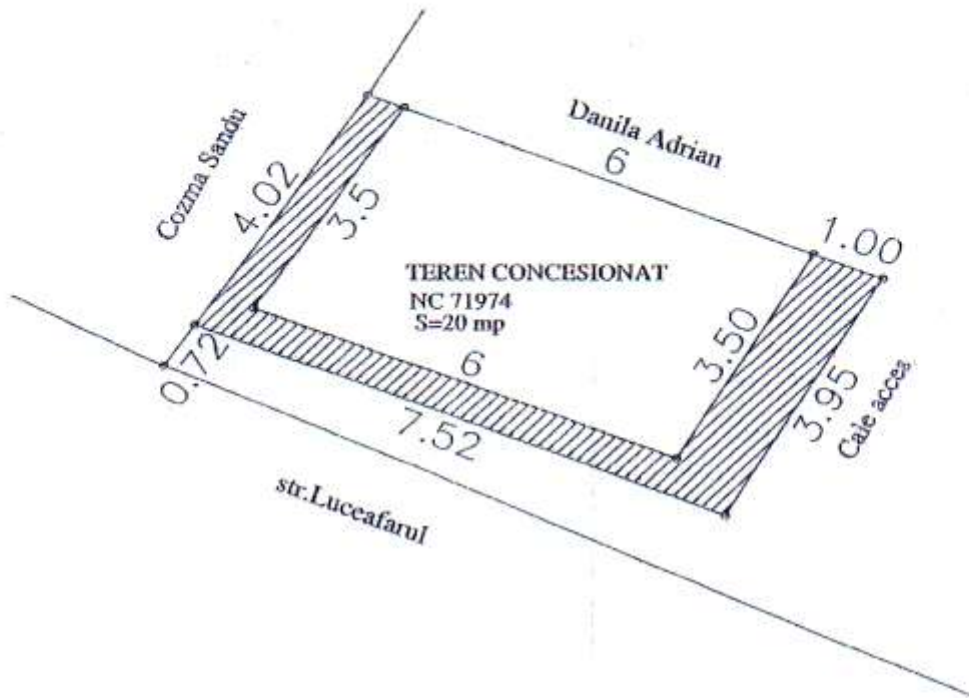 Danila Adrian
6
1.00
Cozma Sandu
4.02
3.5
TEREN CONCESIONAT
NC 71974
S=20 mp
3.50
3.95
Cale acces
6
0.72
7.52
str.Luceafarul